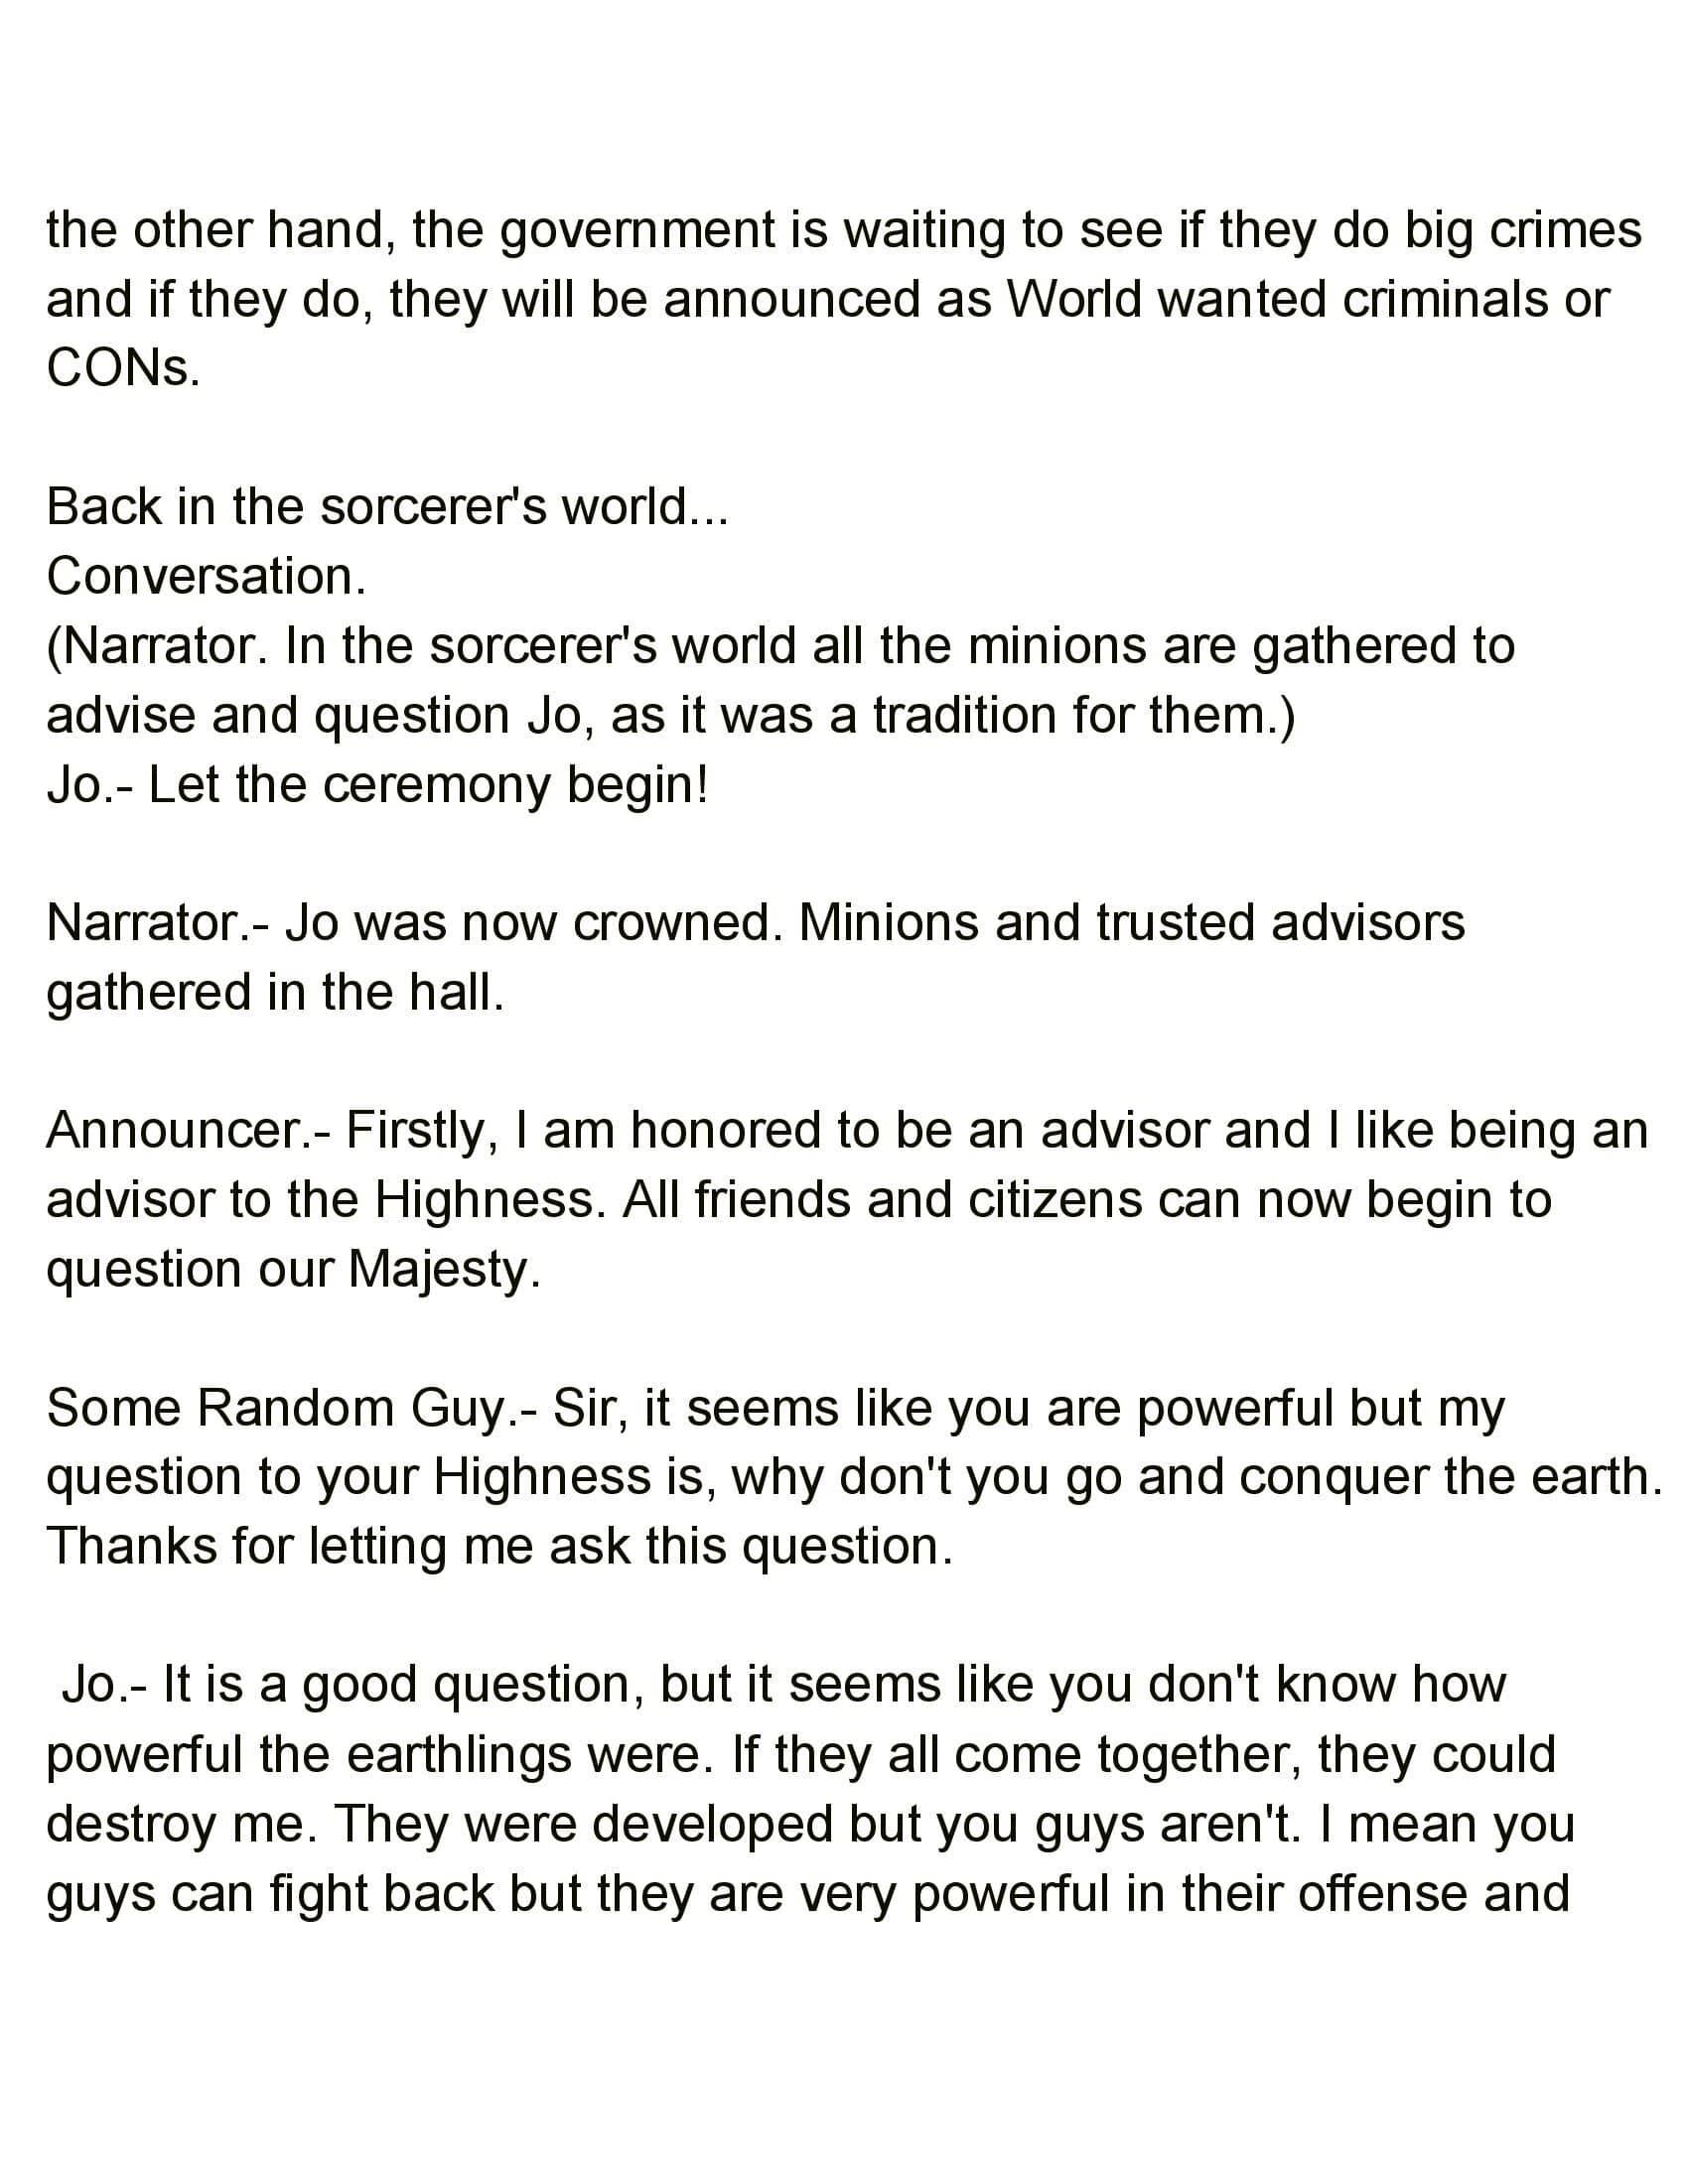 the other hand, the government is waiting to see if they do big crimes
and if they do, they will be announced as World wanted criminals or
CONs.
Back in the sorcerer's world...
Conversation.
(Narrator. In the sorcerer's world all the minions are gathered to
advise and question Jo, as it was a tradition for them.)
Jo.- Let the ceremony begin!
Narrator.- Jo was now crowned. Minions and trusted advisors
gathered in the hall.
Announcer.- Firstly, I am honored to be an advisor and I like being an
advisor to the Highness. All friends and citizens can now begin to
question our Majesty.
Some Random Guy.- Sir, it seems like you are powerful but my
question to your Highness is, why don't you go and conquer the earth.
Thanks for letting me ask this question.
Jo.- It is a good question, but it seems like you don't know how
powerful the earthlings were. If they all come together, they could
destroy me. They were developed but you guys aren't. I mean you
guys can fight back but they are very powerful in their offense and